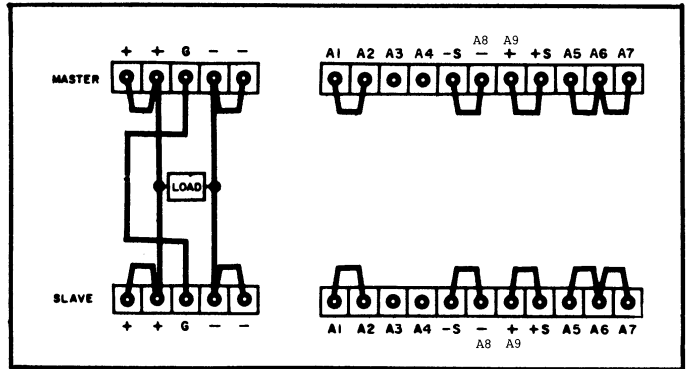 A8 A9
+ + G - - A1 A2 A3 A4 -S - + +S A5 A6 A7
MASTER
LOAD
SLAVE
+ + G - - A1 A2 A3 A4 -S - + +S A5 A6 A7
A8 A9